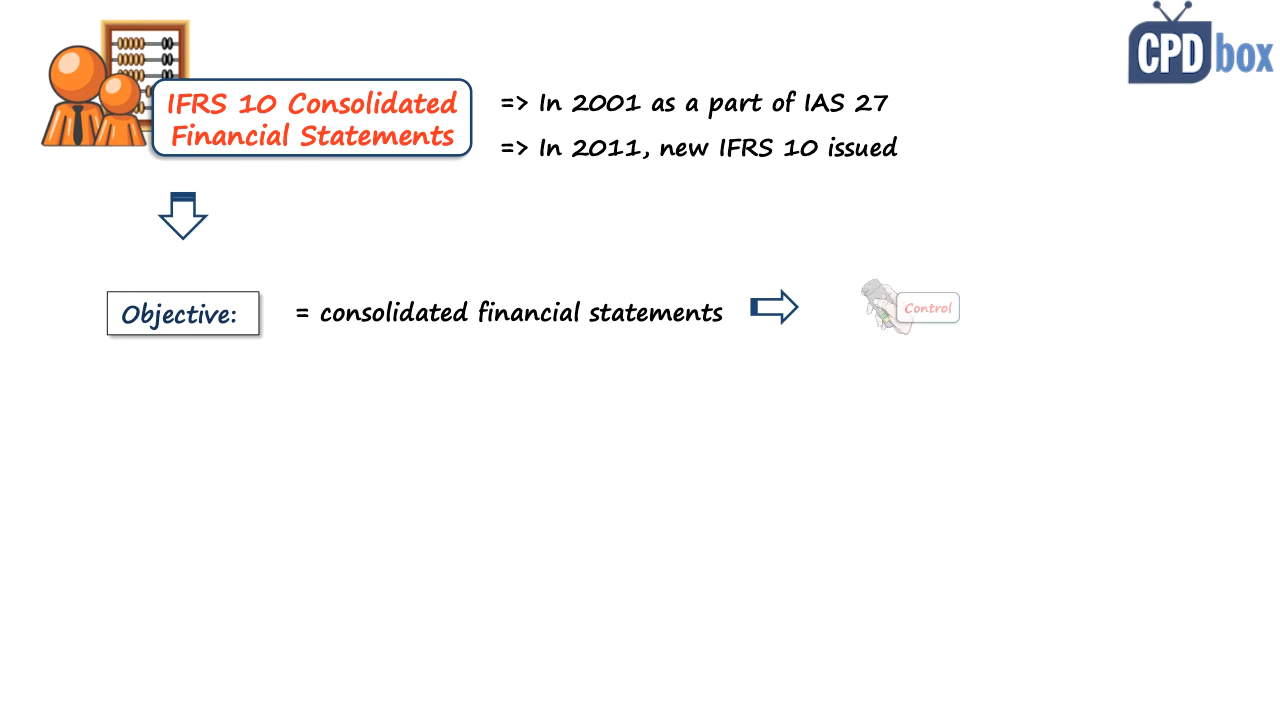 CPD box
IFRS 10 Consolidated
Financial Statements
=> In 2001 as a part of IAS 27
=> In 2011, new IFRS 10 issued
Objective:
= consolidated financial statements
Control